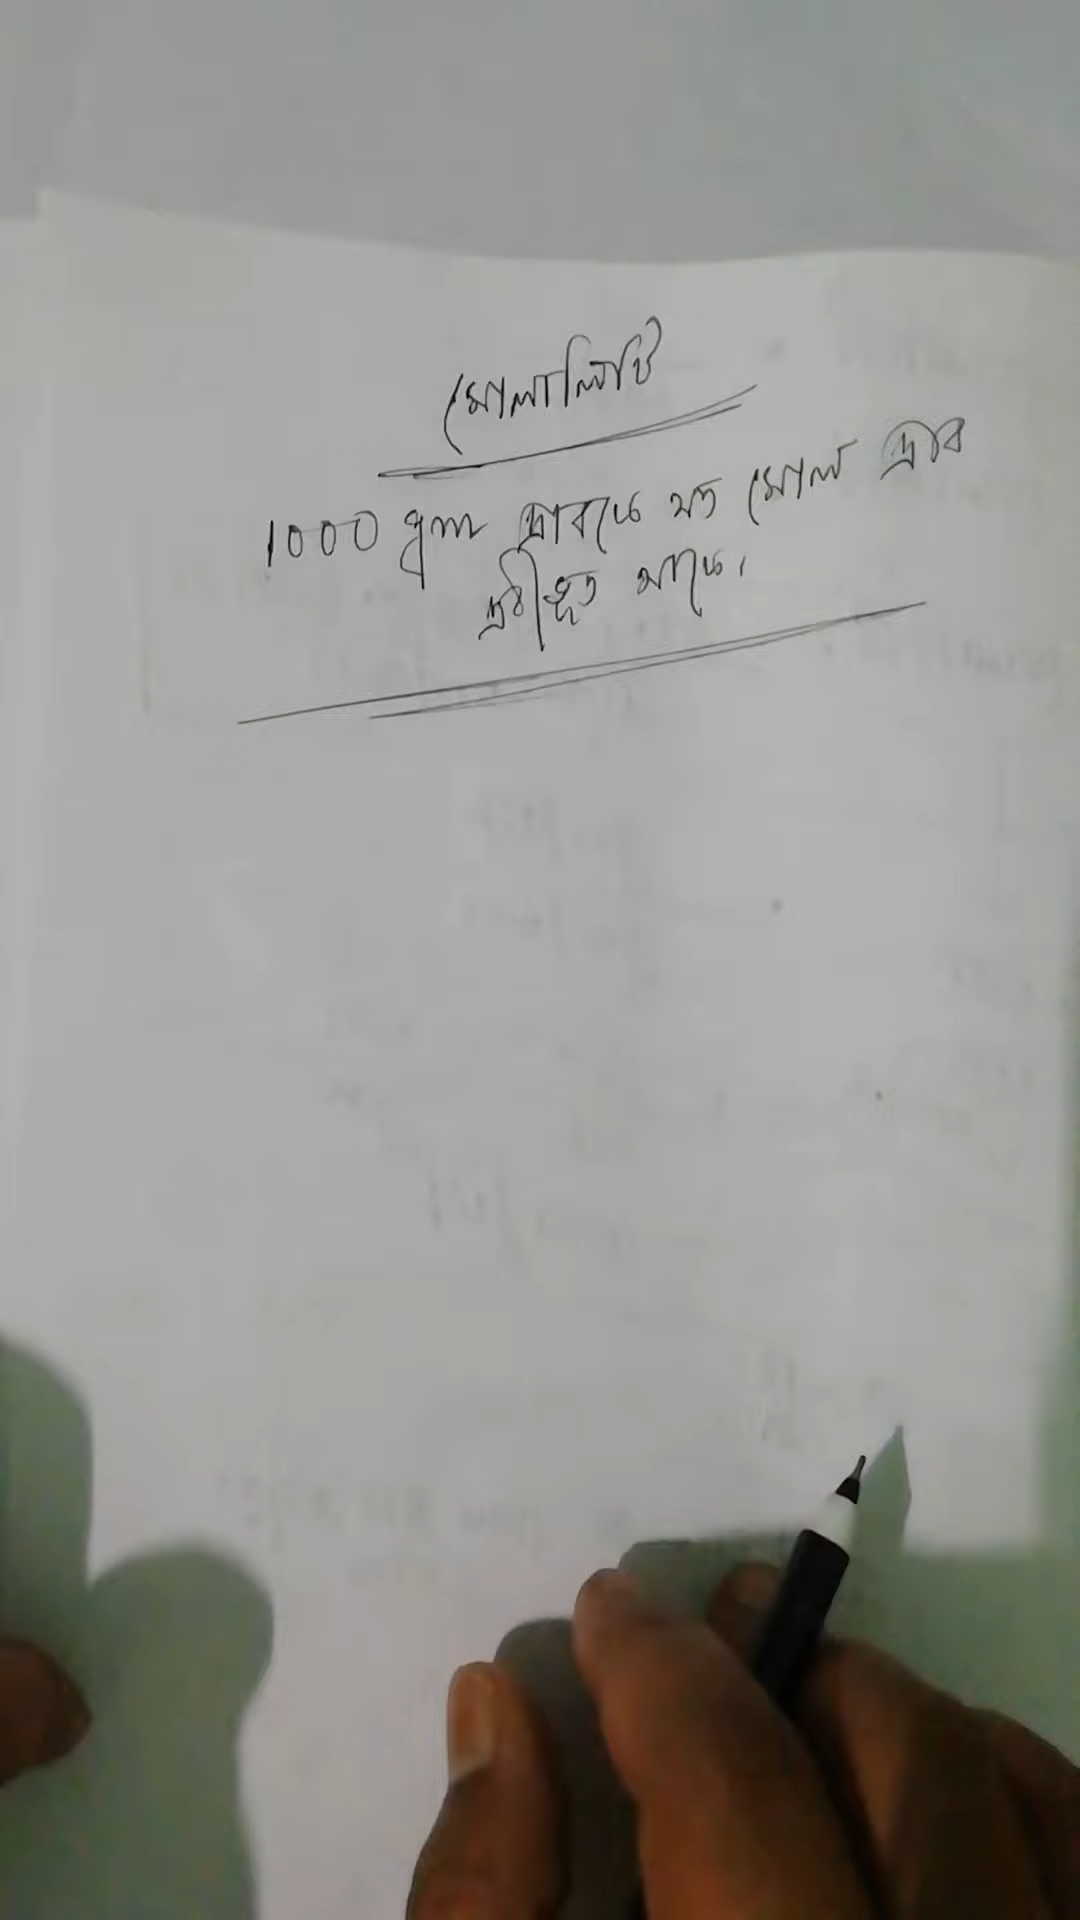 মোলালিটি
1000 গ্রাম দ্রাবকে যত মোল দ্রব
দ্রবীভূত থাকে।